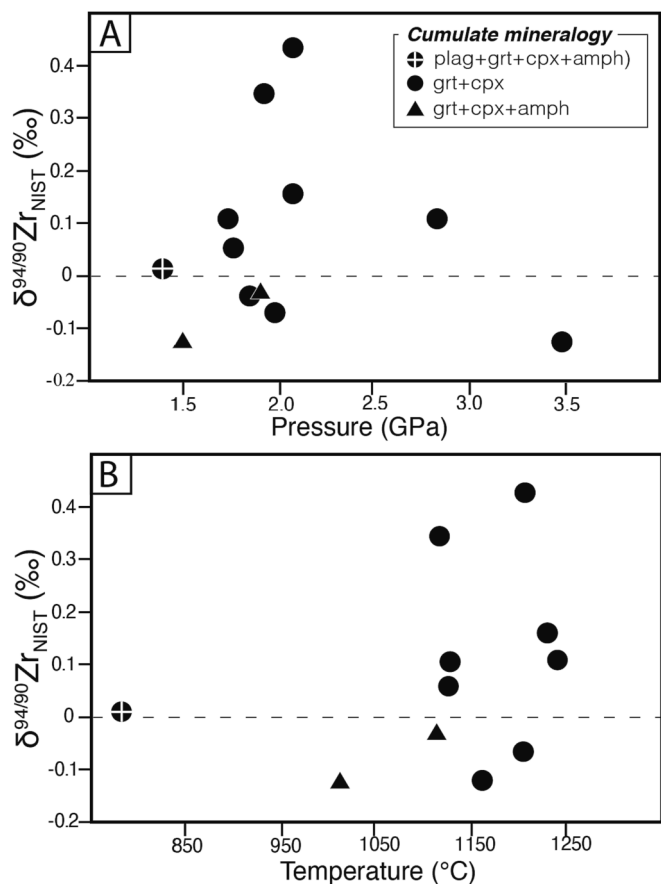 A
Cumulate mineralogy
plag+grt+cpx+amph)
grt+cpx
grt+cpx+amph
0.4
0.3
0.2
0.1
0
-0.1
-0.2
δ94/90ZrNIST (‰)
1.5
2.0
2.5
3.0
3.5
Pressure (GPa)
B
0.4
0.3
0.2
0.1
0
-0.1
-0.2
δ94/90ZrNIST (‰)
850
950
1050
1150
1250
Temperature (°C)